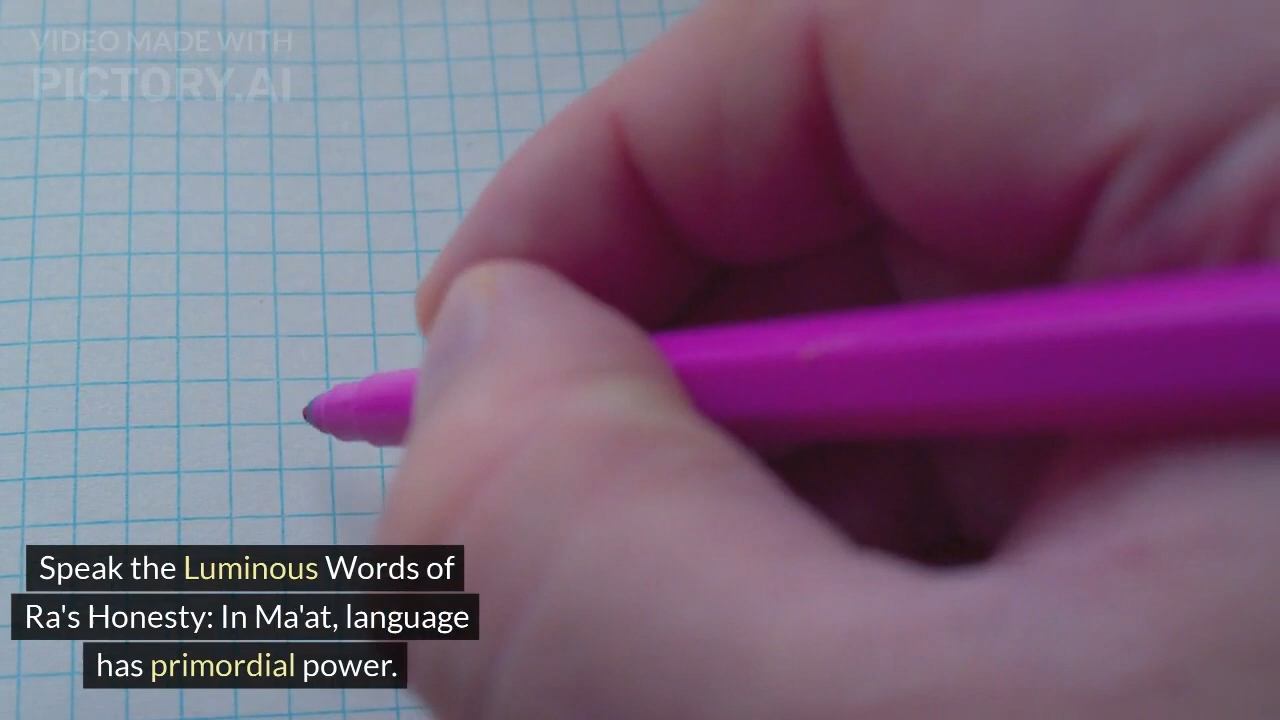 VIDEO MADE WITH
PICTORY.AI
Speak the Luminous Words of
Ra's Honesty: In Ma'at, language
has primordial power.